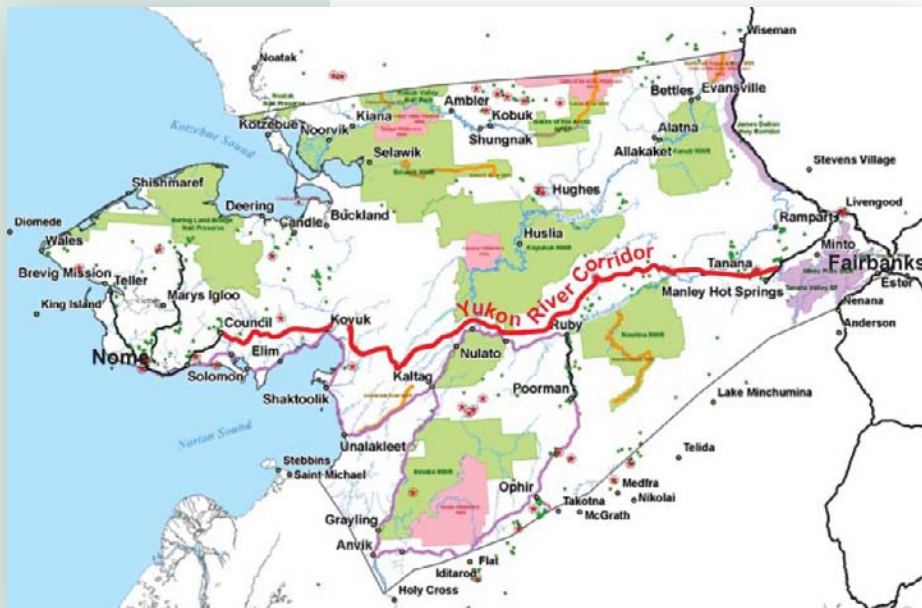 Wiseman
Noatak
Bettles
Evansville
Ambler
Kobuk
Kiana
Kotzebue
Noorvik
Shungnak
Alatna
Allakaket
Kotzebue Sound
Selawik
Stevens Village
Shishmaref
Hughes
Deering
Buckland
Candle
Livengood
Rampart
Diomede
Wales
Huslia
Minto
Brevig Mission
Teller
Tanana
Fairbanks
Ester
Manley Hot Springs
King Island
Marys Igloo
Yukon River Corridor
Nenana
Council
Koyuk
Ruby
Anderson
Nome
Elim
Nulato
Solomon
Kaltag
Shaktoolik
Poorman
Lake Minchumina
Norton Sound
Unalakleet
Telida
Stebbins
Saint Michael
Medfra
Nikolai
Ophir
Takotna
McGrath
Grayling
Anvik
Flat
Iditarod
Holy Cross